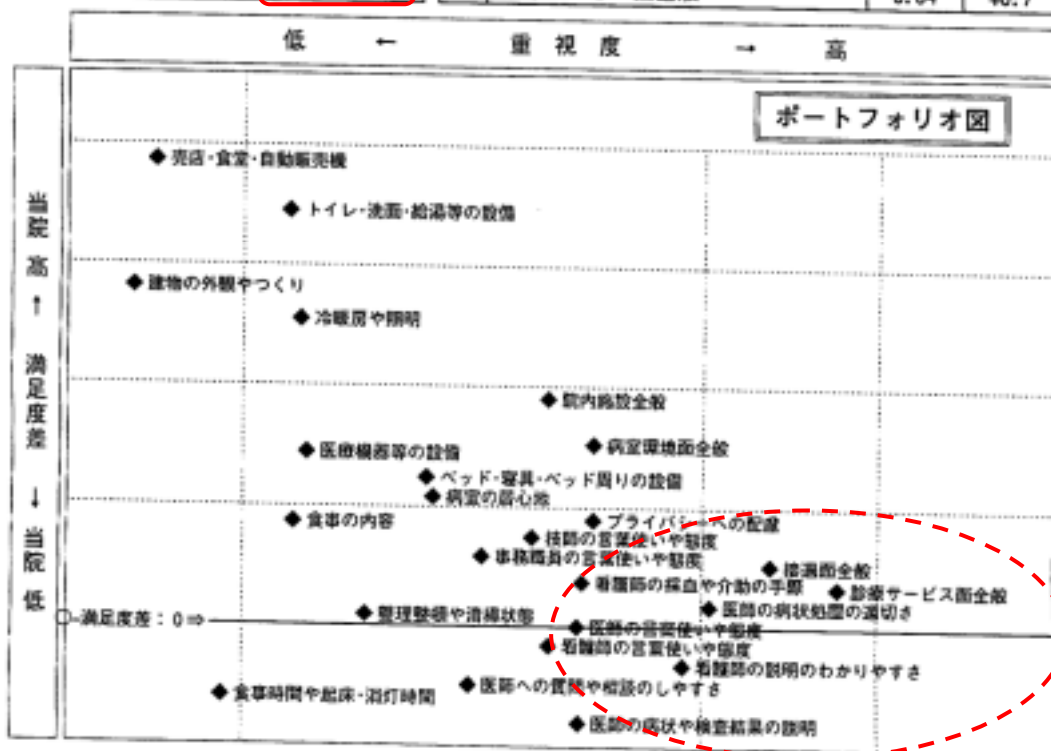 低 ← 重視度 → 高
ポートフォリオ図
当院高 ↑ 満足度差 ↓ 当院低
◆売店・食堂・自動販売機
◆トイレ・洗面・給湯等の設備
◆建物の外観やつくり
◆冷暖房や照明
◆院内施設全般
◆医療機器等の設備
◆病室環境面全般
◆ベッド・寝具・ベッド周りの設備
◆病室の居心地
◆食事の内容
◆プライバシーへの配慮
◆技師の言葉使いや態度
◆事務職員の言葉使いや態度
◆接遇面全般
◆看護師の採血や介助の手際
◆診療サービス面全般
◆整理整頓や清掃状態
◆医師の病状処置の適切さ
満足度差：0⇒
◆医師の言葉使いや態度
◆看護師の言葉使いや態度
◆看護師の説明のわかりやすさ
◆医師への質問や相談のしやすさ
◆食事時間や起床・消灯時間
◆医師の病状や検査結果の説明